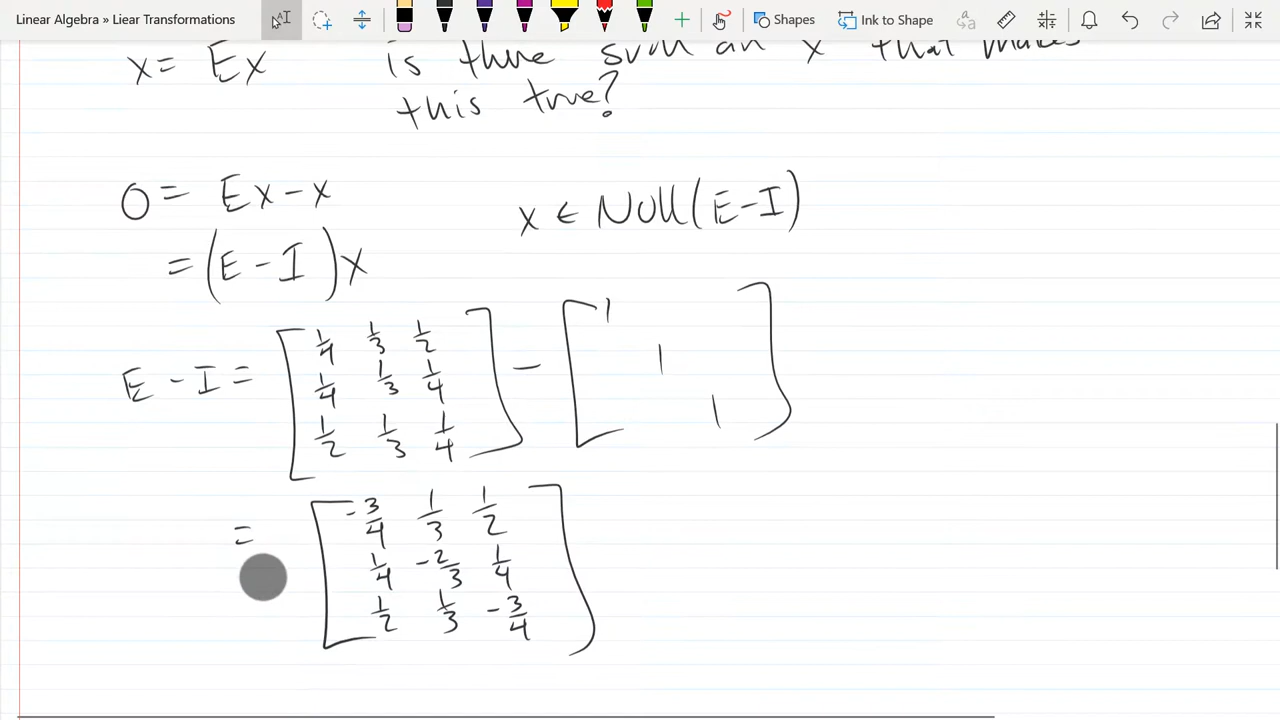 Linear Algebra » Liear Transformations
Shapes
Ink to Shape
x = Ex is thre sum an x that makes
this true?
0 = Ex - x
x ∈ Null(E - I)
= (E - I)x
E - I = [1/4 1/3 1/2 - [1
1/4 1/3 1/4 1
1/2 1/3 1/4] 1]
= [-3/4 1/3 1/2
1/4 -2/3 1/4
1/2 1/3 -3/4]